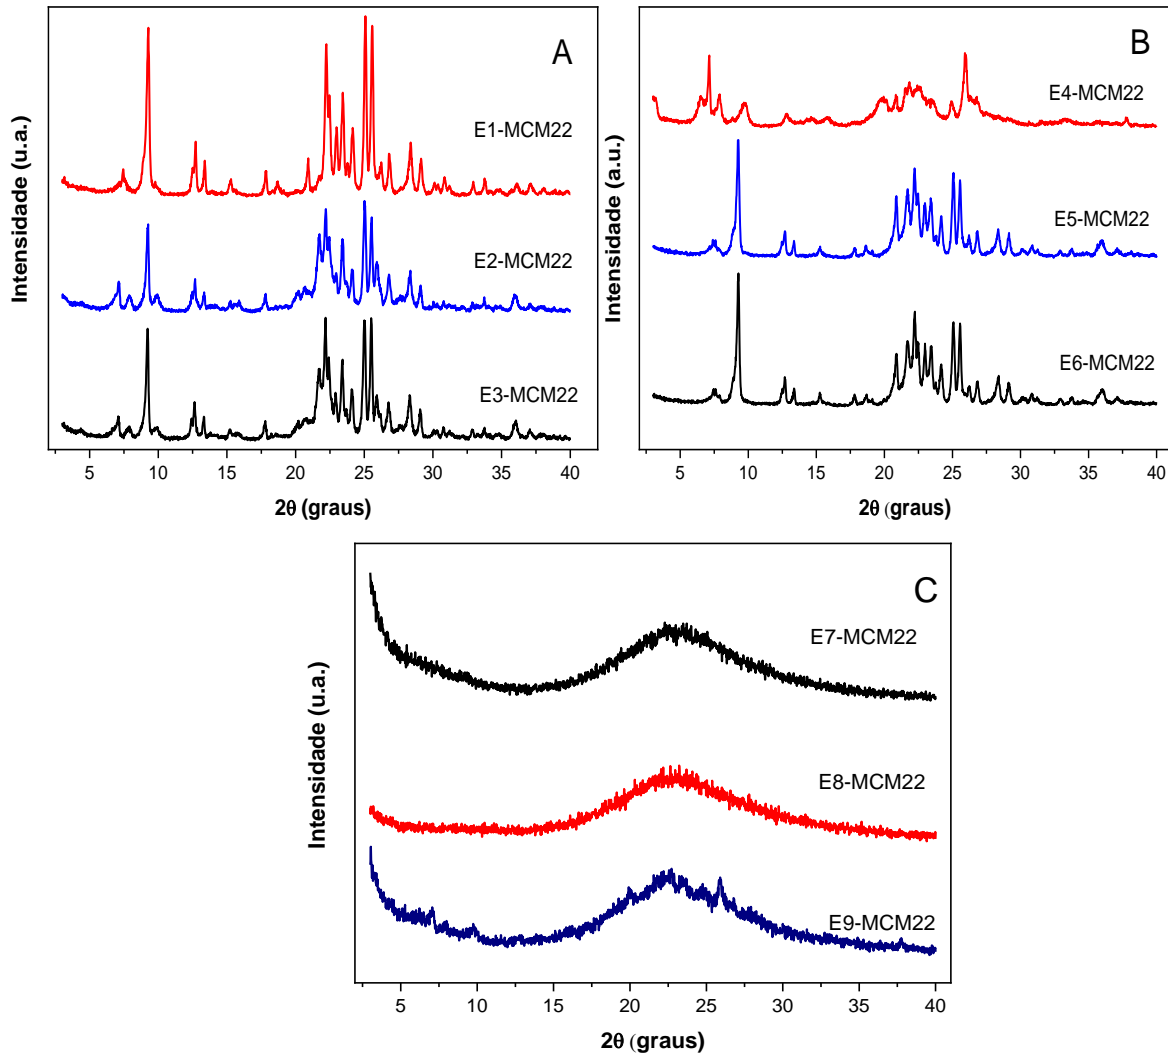 A
E1-MCM22
E2-MCM22
E3-MCM22
Intensidade (u.a.)
5 10 15 20 25 30 35 40
2θ (graus)
B
E4-MCM22
E5-MCM22
E6-MCM22
Intensidade (a.u.)
5 10 15 20 25 30 35 40
2θ (graus)
C
E7-MCM22
E8-MCM22
E9-MCM22
Intensidade (u.a.)
5 10 15 20 25 30 35 40
2θ (graus)